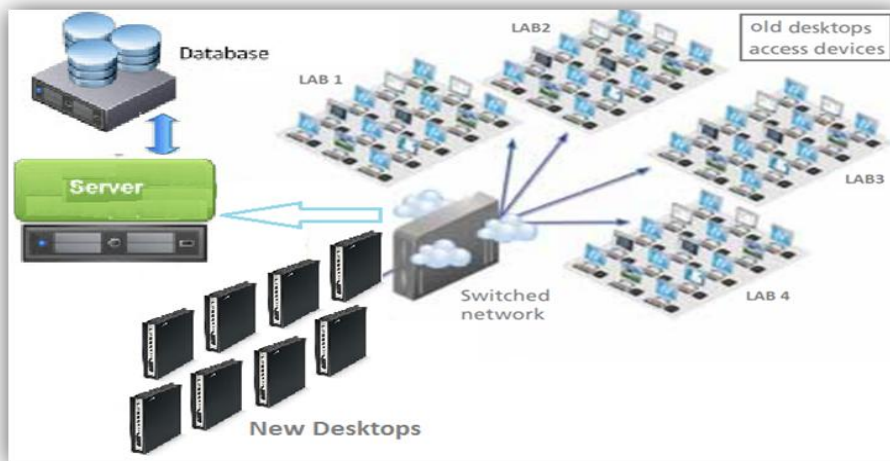 Database
Server
LAB 1
LAB2
old desktops
access devices
LAB3
LAB 4
Switched
network
New Desktops